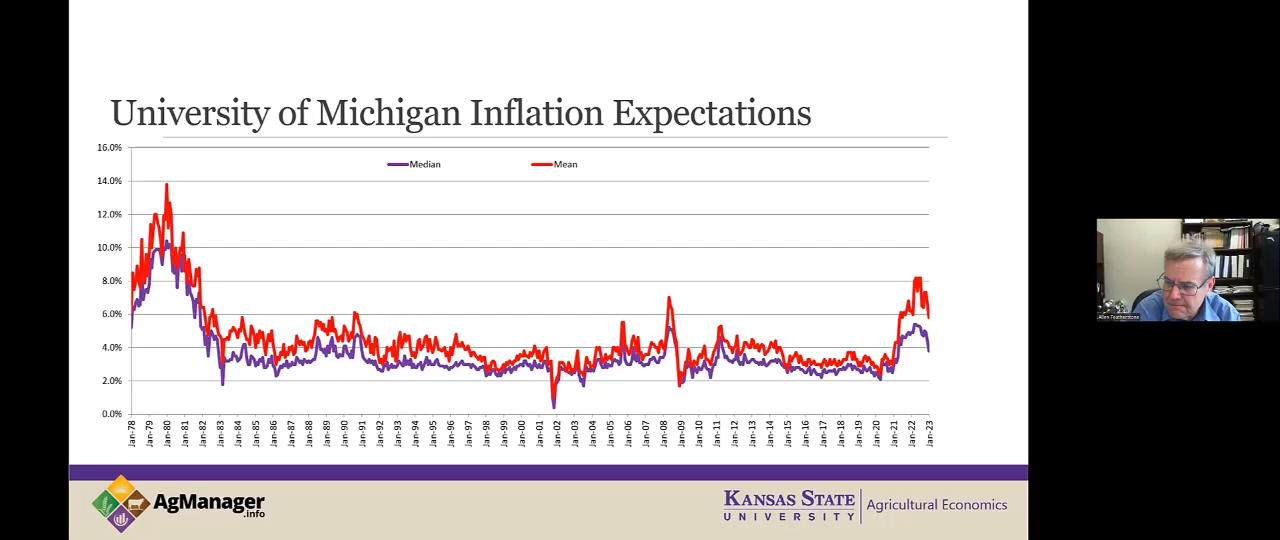 University of Michigan Inflation Expectations
16.0%
14.0%
12.0%
10.0%
8.0%
6.0%
4.0%
2.0%
0.0%
Median
Mean
Jan-78
Jan-79
Jan-80
Jan-81
Jan-82
Jan-83
Jan-84
Jan-85
Jan-86
Jan-87
Jan-88
Jan-89
Jan-90
Jan-91
Jan-92
Jan-93
Jan-94
Jan-95
Jan-96
Jan-97
Jan-98
Jan-99
Jan-00
Jan-01
Jan-02
Jan-03
Jan-04
Jan-05
Jan-06
Jan-07
Jan-08
Jan-09
Jan-10
Jan-11
Jan-12
Jan-13
Jan-14
Jan-15
Jan-16
Jan-17
Jan-18
Jan-19
Jan-20
Jan-21
Jan-22
Jan-23
Allen Featherstone
AgManager
.info
KANSAS STATE
UNIVERSITY
Agricultural Economics